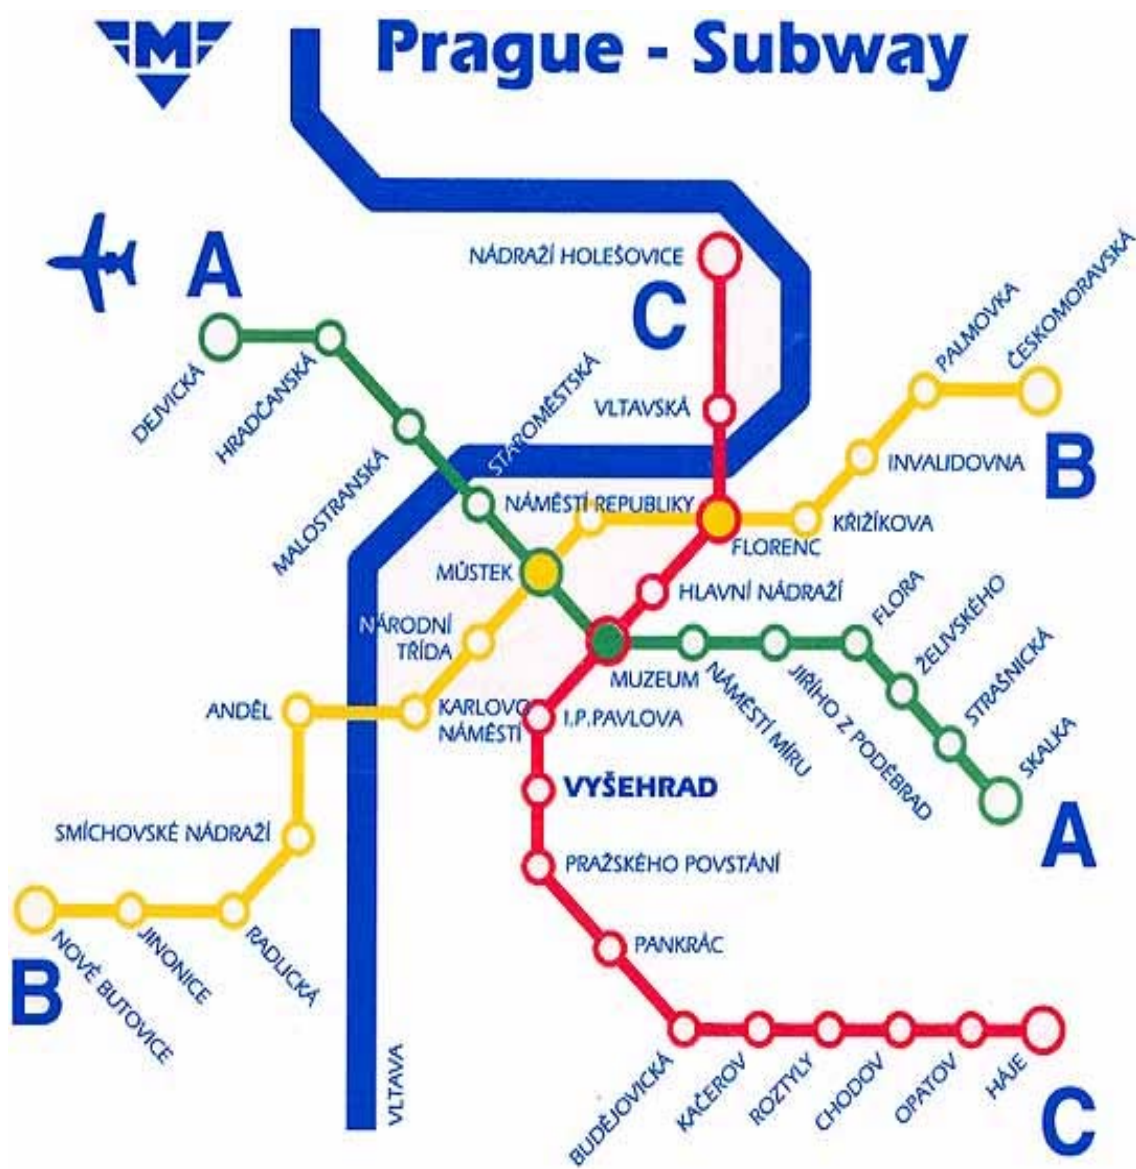 M
Prague - Subway
A
NÁDRAŽÍ HOLEŠOVICE
C
DEJVICKÁ
HRADČANSKÁ
MALOSTRANSKÁ
STAROMĚSTSKÁ
VLTAVSKÁ
PALMOVKA
ČESKOMORAVSKÁ
B
INVALIDOVNA
NÁMĚSTÍ REPUBLIKY
KŘIŽÍKOVA
FLORENC
MŮSTEK
HLAVNÍ NÁDRAŽÍ
NÁRODNÍ
TŘÍDA
MUZEUM
NÁMĚSTÍ MÍRU
JIŘÍHO Z PODĚBRAD
FLORA
ŽELIVSKÉHO
STRAŠNICKÁ
SKALKA
A
ANDĚL
KARLOVO
NÁMĚSTÍ
I.P.PAVLOVA
VYŠEHRAD
SMÍCHOVSKÉ NÁDRAŽÍ
PRAŽSKÉHO POVSTÁNÍ
PANKRÁC
B
NOVÉ BUTOVICE
JINONICE
RADLICKÁ
VLTAVA
BUDĚJOVICKÁ
KAČEROV
ROZTYLY
CHODOV
OPATOV
HÁJE
C